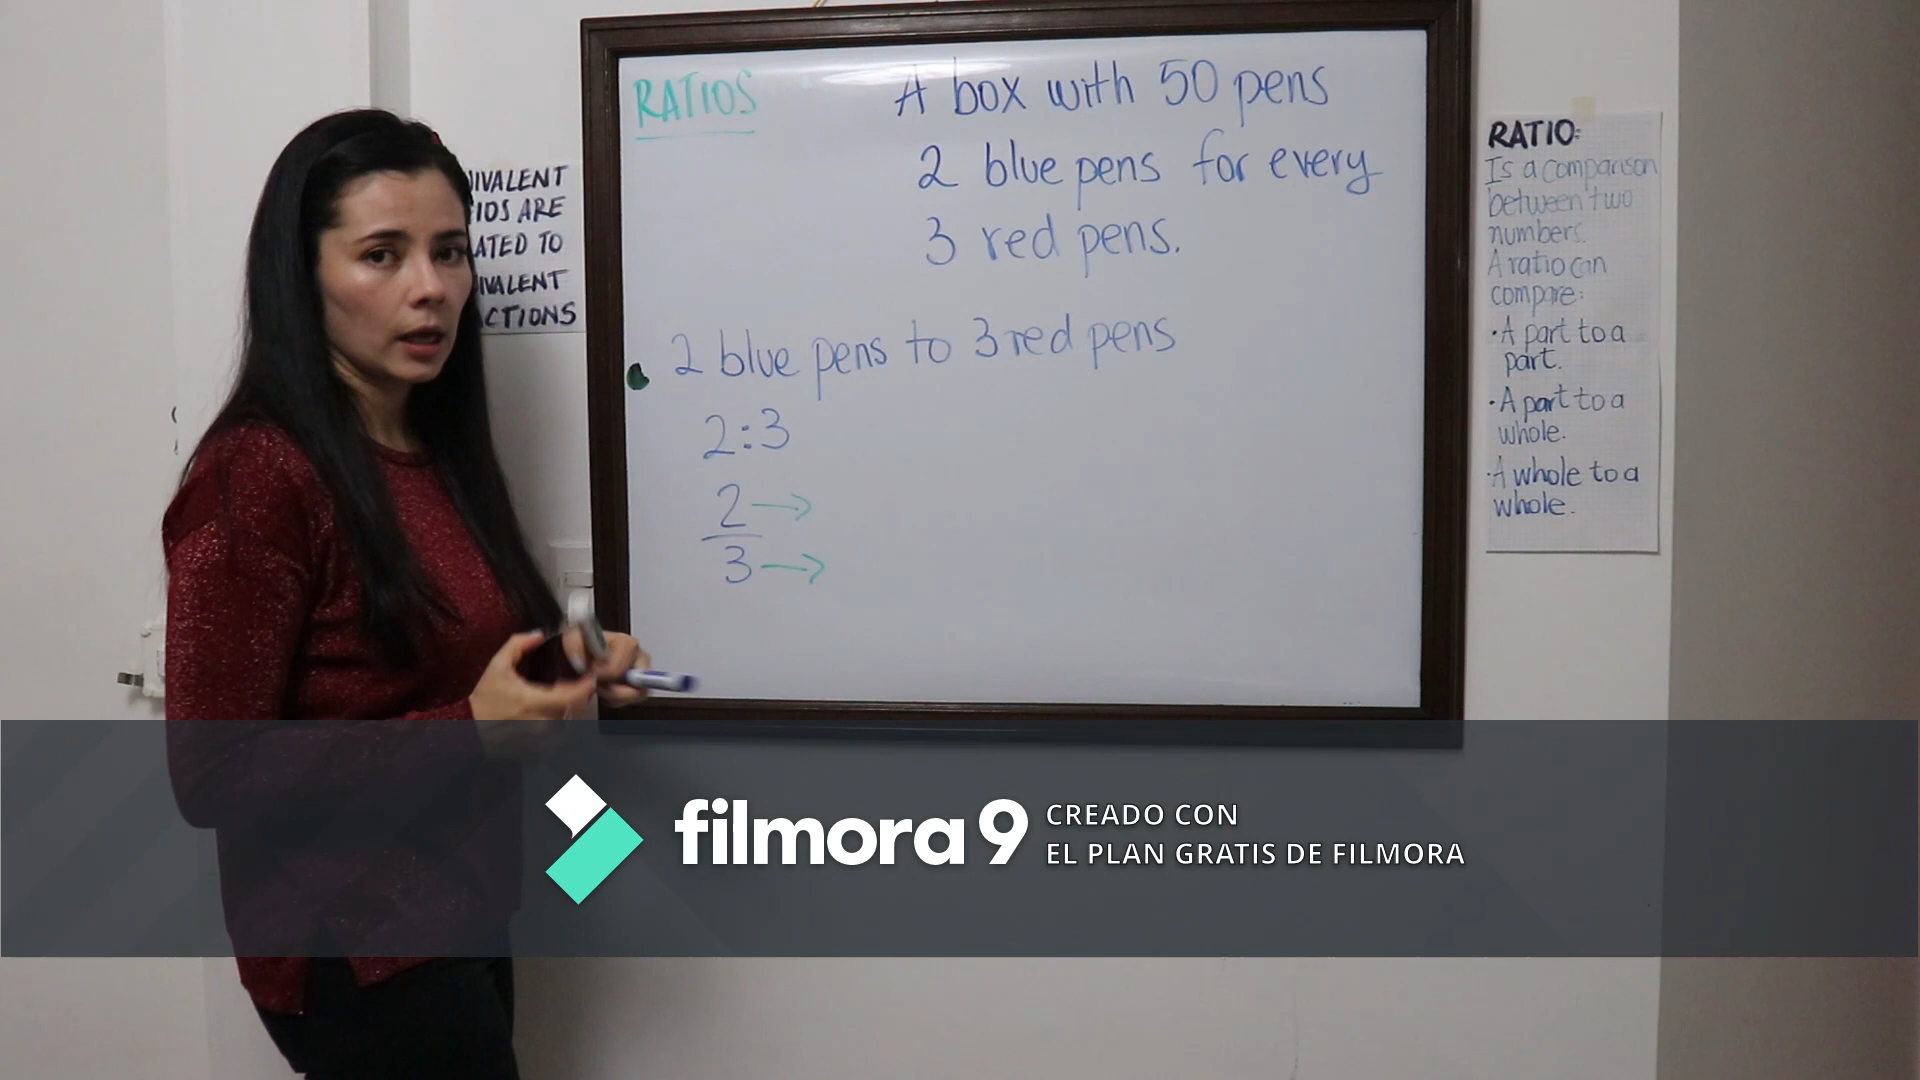 RATIOS
A box with 50 pens
2 blue pens for every
3 red pens.
2 blue pens to 3 red pens
2:3
2
3
IVALENT
IOS ARE
ATED TO
IVALENT
CTIONS
RATIO:
Is a comparison
between two
numbers.
A ratio can
compare:
· A part to a
part.
· A part to a
whole.
· A whole to a
whole.
filmora 9
CREADO CON
EL PLAN GRATIS DE FILMORA